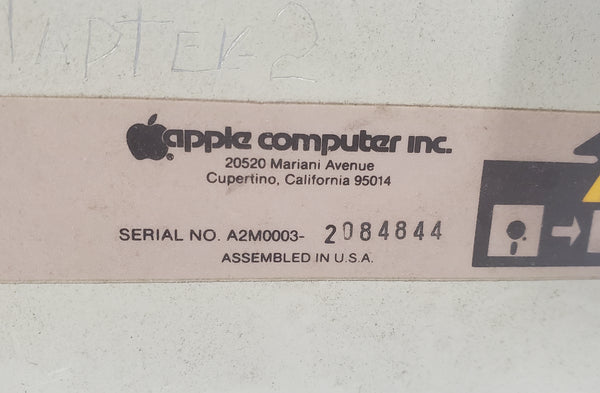 apple computer inc.
20520 Mariani Avenue
Cupertino, California 95014
SERIAL NO. A2M0003- 2084844
ASSEMBLED IN U.S.A.